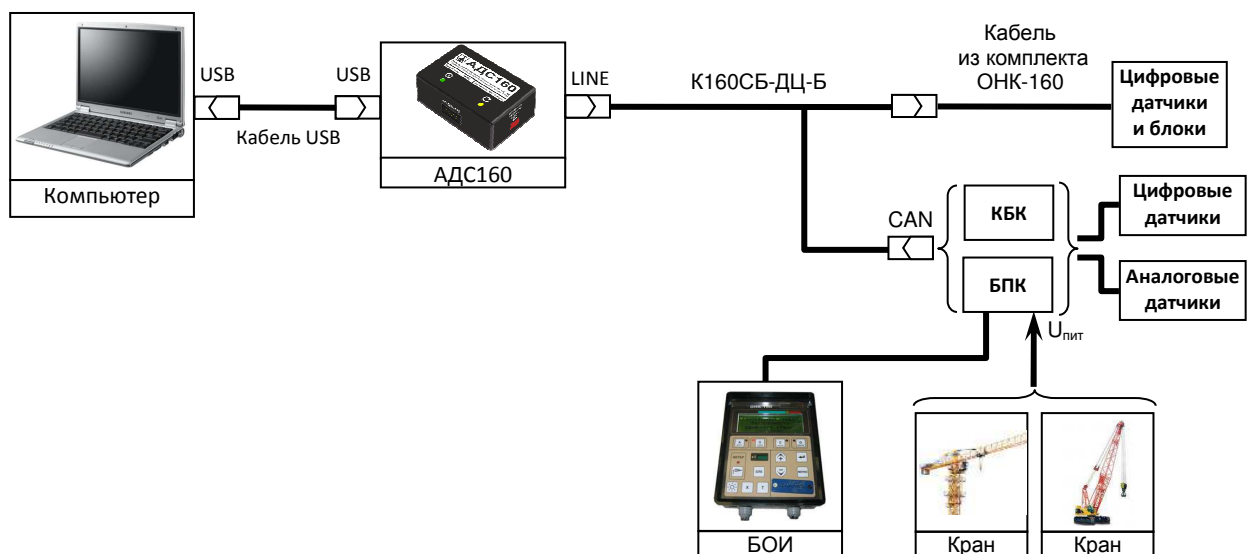 Компьютер
USB
Кабель USB
USB
АДС160
АДС160
LINE
К160СБ-ДЦ-Б
Кабель
из комплекта
ОНК-160
Цифровые
датчики
и блоки
CAN
КБК
БПК
Цифровые
датчики
Аналоговые
датчики
Uпит
БОИ
Кран
Кран